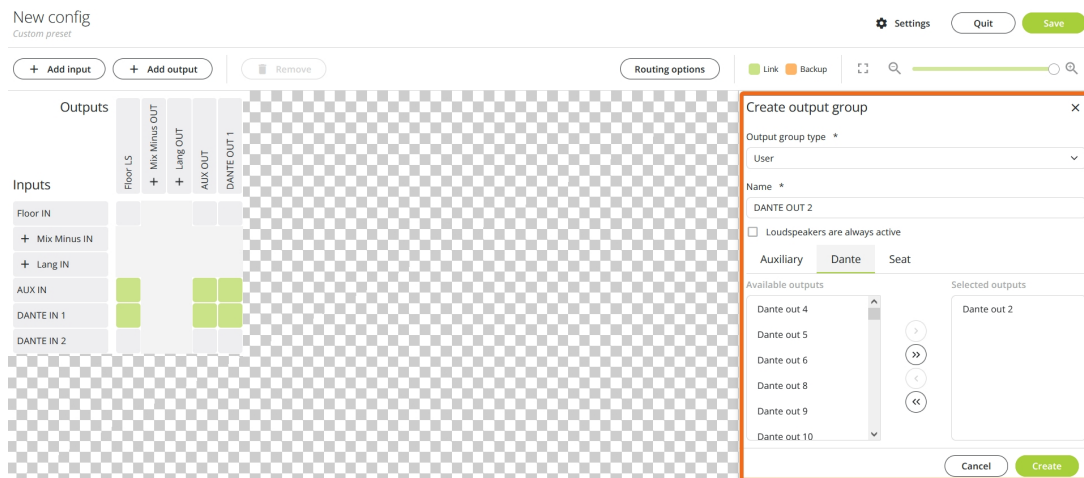 New config
Custom preset
Settings
Quit
Save
+ Add input
+ Add output
Remove
Routing options
Link
Backup
Outputs
Floor LS
+ Mix Minus OUT
+ Lang OUT
AUX OUT
DANTE OUT 1
Inputs
Floor IN
+ Mix Minus IN
+ Lang IN
AUX IN
DANTE IN 1
DANTE IN 2
Create output group
Output group type *
User
Name *
DANTE OUT 2
Loudspeakers are always active
Auxiliary
Dante
Seat
Available outputs
Selected outputs
Dante out 4
Dante out 5
Dante out 6
Dante out 8
Dante out 9
Dante out 10
Dante out 2
Cancel
Create